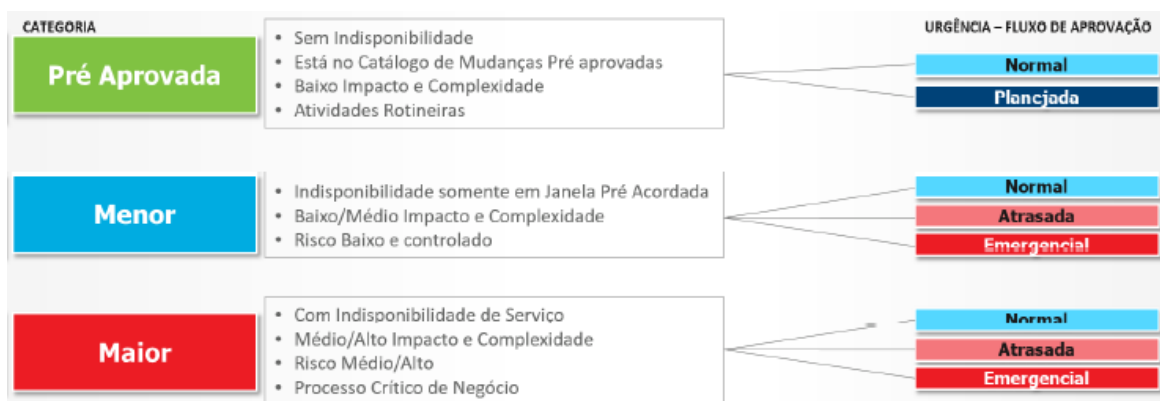 CATEGORIA
URGÊNCIA – FLUXO DE APROVAÇÃO
Pré Aprovada
• Sem Indisponibilidade
• Está no Catálogo de Mudanças Pré aprovadas
• Baixo Impacto e Complexidade
• Atividades Rotineiras
Normal
Planejada
Menor
• Indisponibilidade somente em Janela Pré Acordada
• Baixo/Médio Impacto e Complexidade
• Risco Baixo e controlado
Normal
Atrasada
Emergencial
Maior
• Com Indisponibilidade de Serviço
• Médio/Alto Impacto e Complexidade
• Risco Médio/Alto
• Processo Crítico de Negócio
Normal
Atrasada
Emergencial